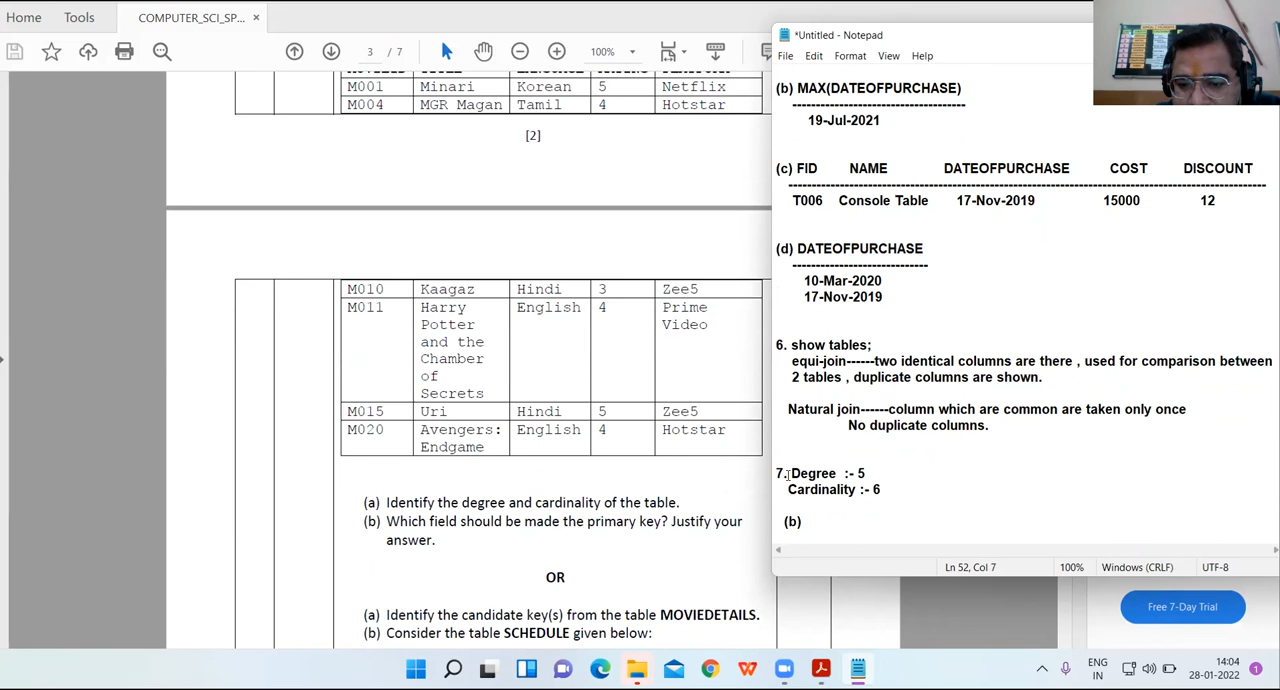 Home Tools COMPUTER_SCI_SP... ×
3 / 7 100%
M001 Minari Korean 5 Netflix
M004 MGR Magan Tamil 4 Hotstar
[2]
M010 Kaagaz Hindi 3 Zee5
M011 Harry English 4 Prime
Potter Video
and the
Chamber
of
Secrets
M015 Uri Hindi 5 Zee5
M020 Avengers: English 4 Hotstar
Endgame
(a) Identify the degree and cardinality of the table.
(b) Which field should be made the primary key? Justify your
answer.
OR
(a) Identify the candidate key(s) from the table MOVIEDETAILS.
(b) Consider the table SCHEDULE given below:
*Untitled - Notepad
File Edit Format View Help
(b) MAX(DATEOFPURCHASE)
-------------------------------------
19-Jul-2021
(c) FID NAME DATEOFPURCHASE COST DISCOUNT
----------------------------------------------------------------------------------------------------
T006 Console Table 17-Nov-2019 15000 12
(d) DATEOFPURCHASE
-----------------------------
10-Mar-2020
17-Nov-2019
6. show tables;
equi-join------two identical columns are there , used for comparison between
2 tables , duplicate columns are shown.
Natural join------column which are common are taken only once
No duplicate columns.
7. Degree :- 5
Cardinality :- 6
(b)
Ln 52, Col 7 100% Windows (CRLF) UTF-8
Free 7-Day Trial
ENG
IN
14:04
28-01-2022
1